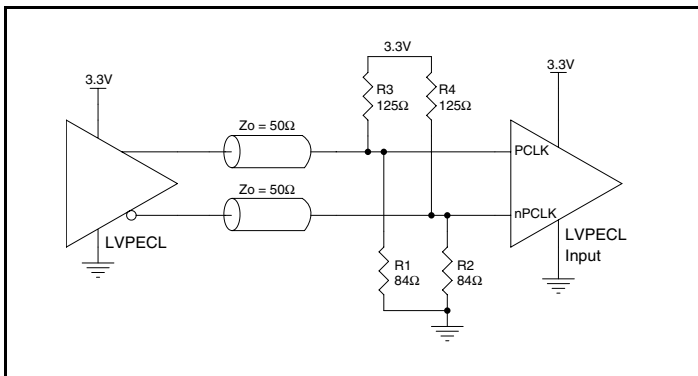 3.3V
3.3V
3.3V
R3
125Ω
R4
125Ω
Zo = 50Ω
PCLK
Zo = 50Ω
nPCLK
LVPECL
LVPECL
Input
R1
84Ω
R2
84Ω